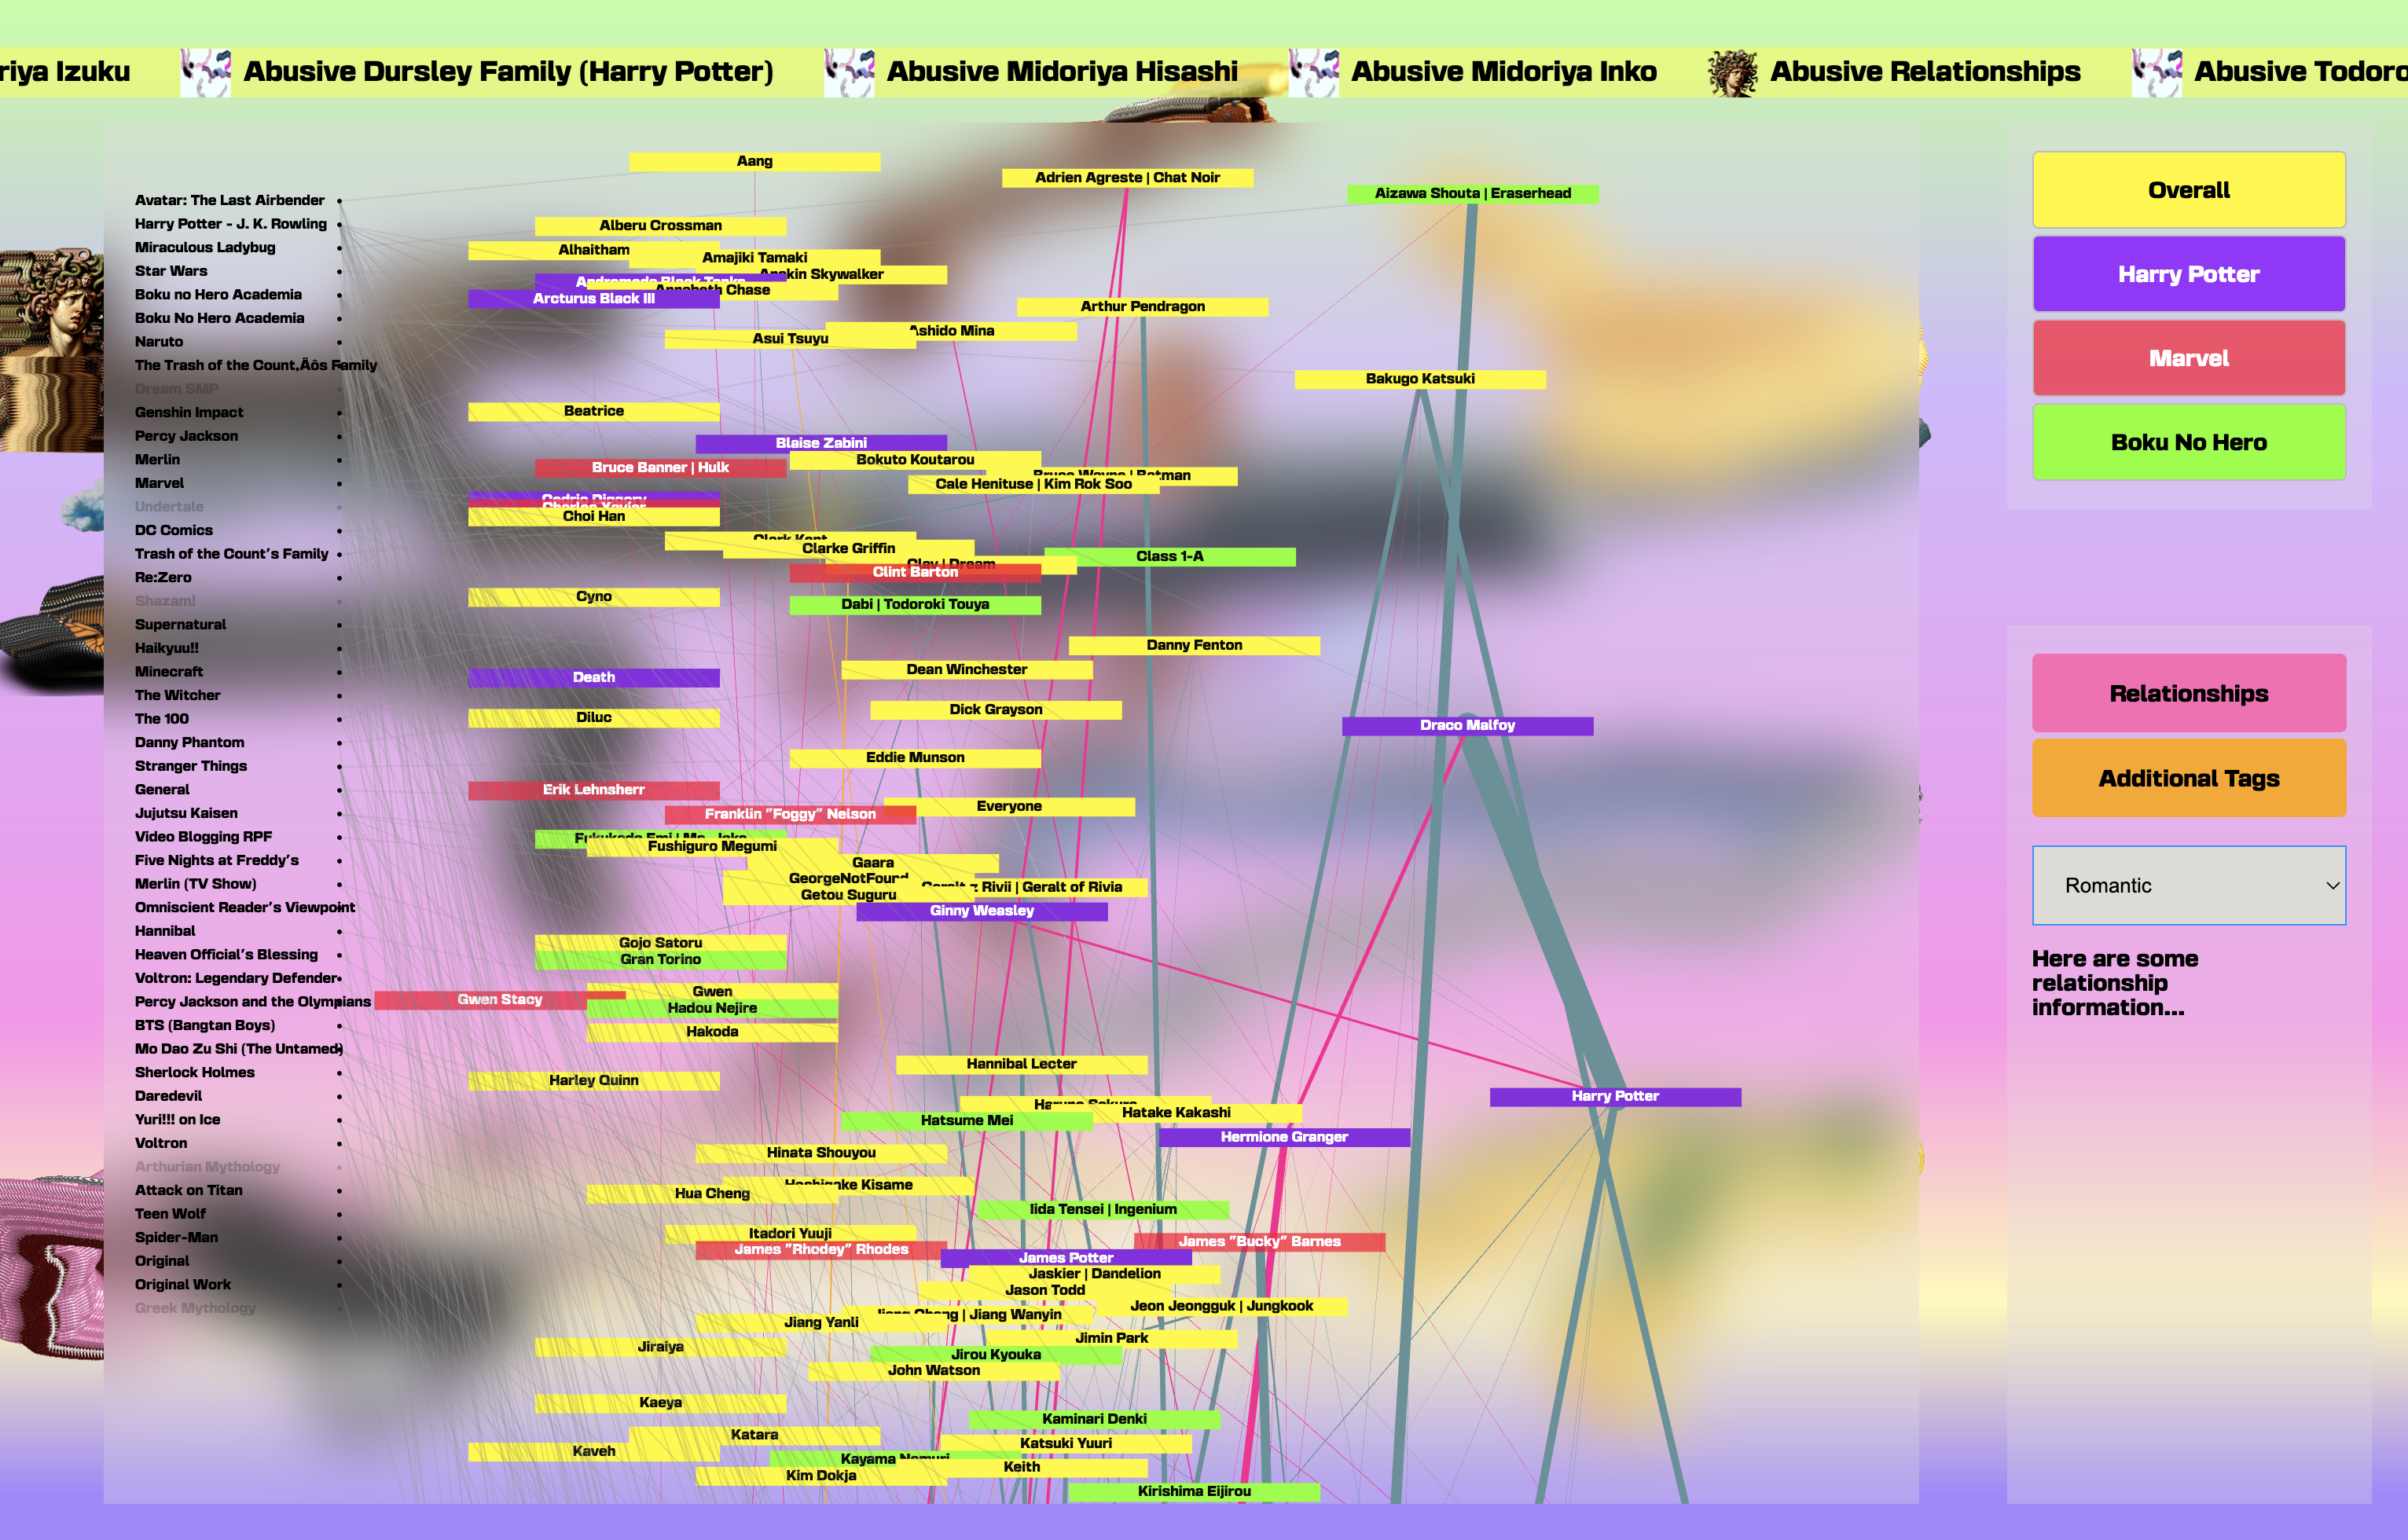 riya Izuku
Abusive Dursley Family (Harry Potter)
Abusive Midoriya Hisashi
Abusive Midoriya Inko
Abusive Relationships
Abusive Todoro
Avatar: The Last Airbender
Harry Potter - J. K. Rowling
Miraculous Ladybug
Star Wars
Boku no Hero Academia
Boku No Hero Academia
Naruto
The Trash of the Count‚Äôs Family
Dream SMP
Genshin Impact
Percy Jackson
Merlin
Marvel
Undertale
DC Comics
Trash of the Count's Family
Re:Zero
Shazam!
Supernatural
Haikyuu!!
Minecraft
The Witcher
The 100
Danny Phantom
Stranger Things
General
Jujutsu Kaisen
Video Blogging RPF
Five Nights at Freddy's
Merlin (TV Show)
Omniscient Reader's Viewpoint
Hannibal
Heaven Official's Blessing
Voltron: Legendary Defender
Percy Jackson and the Olympians
BTS (Bangtan Boys)
Mo Dao Zu Shi (The Untamed)
Sherlock Holmes
Daredevil
Yuri!!! on Ice
Voltron
Arthurian Mythology
Attack on Titan
Teen Wolf
Spider-Man
Original
Original Work
Greek Mythology
Aang
Adrien Agreste | Chat Noir
Aizawa Shouta | Eraserhead
Alberu Crossman
Alhaitham
Amajiki Tamaki
Anakin Skywalker
Andromeda Black Tonks
Annabeth Chase
Arcturus Black III
Arthur Pendragon
Ashido Mina
Asui Tsuyu
Bakugo Katsuki
Beatrice
Blaise Zabini
Bokuto Koutarou
Bruce Banner | Hulk
Bruce Wayne | Batman
Cale Henituse | Kim Rok Soo
Cedric Diggory
Charles Xavier
Choi Han
Clark Kent
Clarke Griffin
Class 1-A
Clay | Dream
Clint Barton
Cyno
Dabi | Todoroki Touya
Danny Fenton
Dean Winchester
Death
Dick Grayson
Diluc
Draco Malfoy
Eddie Munson
Erik Lehnsherr
Everyone
Franklin "Foggy" Nelson
Fukukado Emi | Ms. Joke
Fushiguro Megumi
Gaara
GeorgeNotFound
Geralt z Rivii | Geralt of Rivia
Getou Suguru
Ginny Weasley
Gojo Satoru
Gran Torino
Gwen
Gwen Stacy
Hadou Nejire
Hakoda
Hannibal Lecter
Harley Quinn
Harry Potter
Haruno Sakura
Hatake Kakashi
Hatsume Mei
Hermione Granger
Hinata Shouyou
Hoshigake Kisame
Hua Cheng
Iida Tensei | Ingenium
Itadori Yuuji
James "Bucky" Barnes
James "Rhodey" Rhodes
James Potter
Jaskier | Dandelion
Jason Todd
Jeon Jeongguk | Jungkook
Jiang Cheng | Jiang Wanyin
Jiang Yanli
Jimin Park
Jiraiya
Jirou Kyouka
John Watson
Kaeya
Kaminari Denki
Katara
Katsuki Yuuri
Kaveh
Kayama Nemuri
Keith
Kim Dokja
Kirishima Eijirou
Overall
Harry Potter
Marvel
Boku No Hero
Relationships
Additional Tags
Romantic
Here are some
relationship
information...